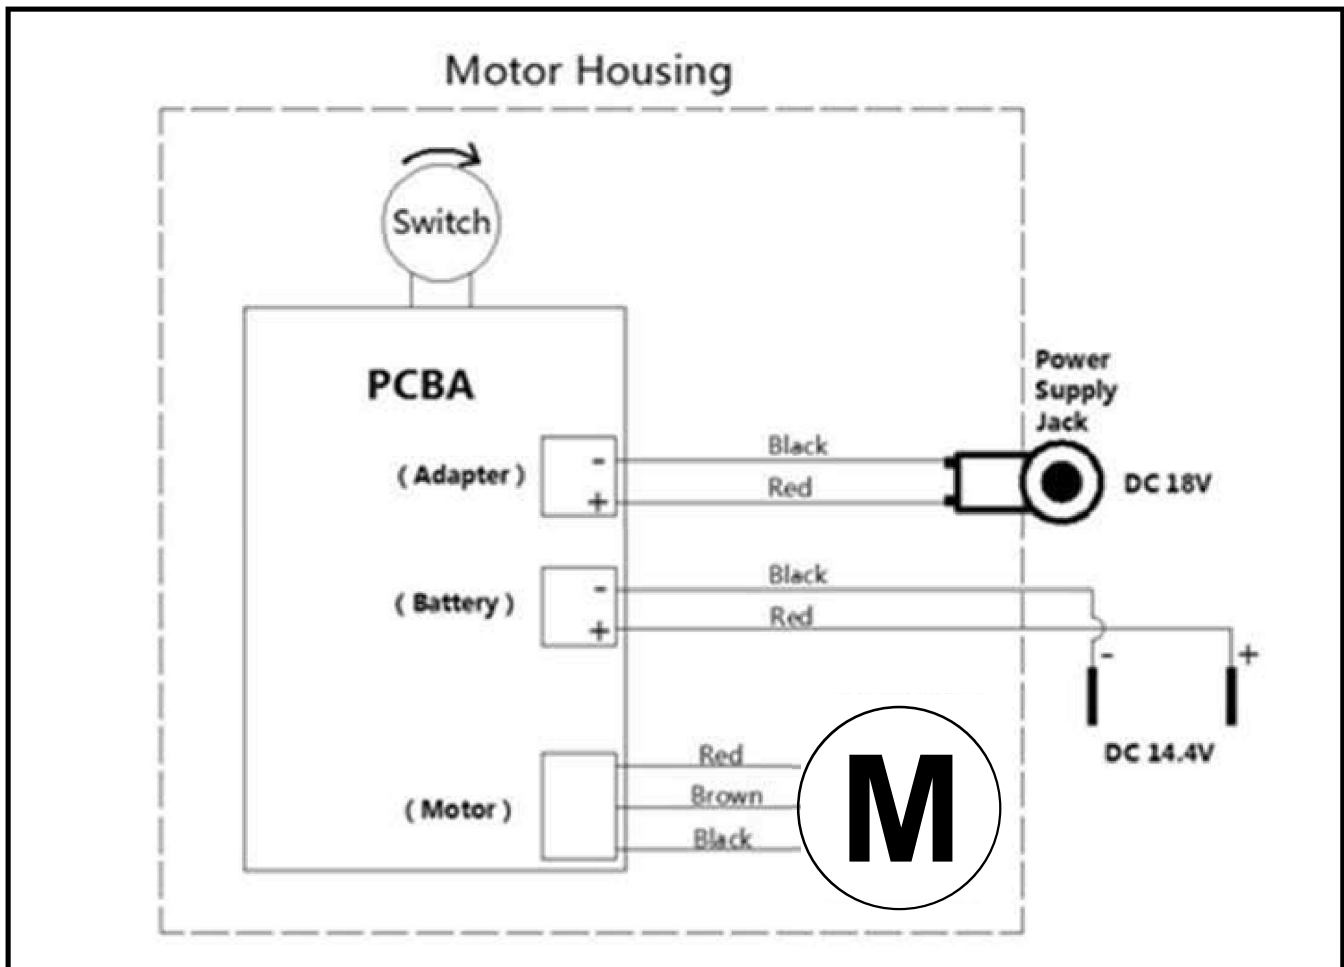 Motor Housing
Switch
PCBA
Power
Supply
Jack
( Adapter )
-
+
Black
Red
DC 18V
( Battery )
-
+
Black
Red
-
+
DC 14.4V
( Motor )
Red
Brown
Black
M